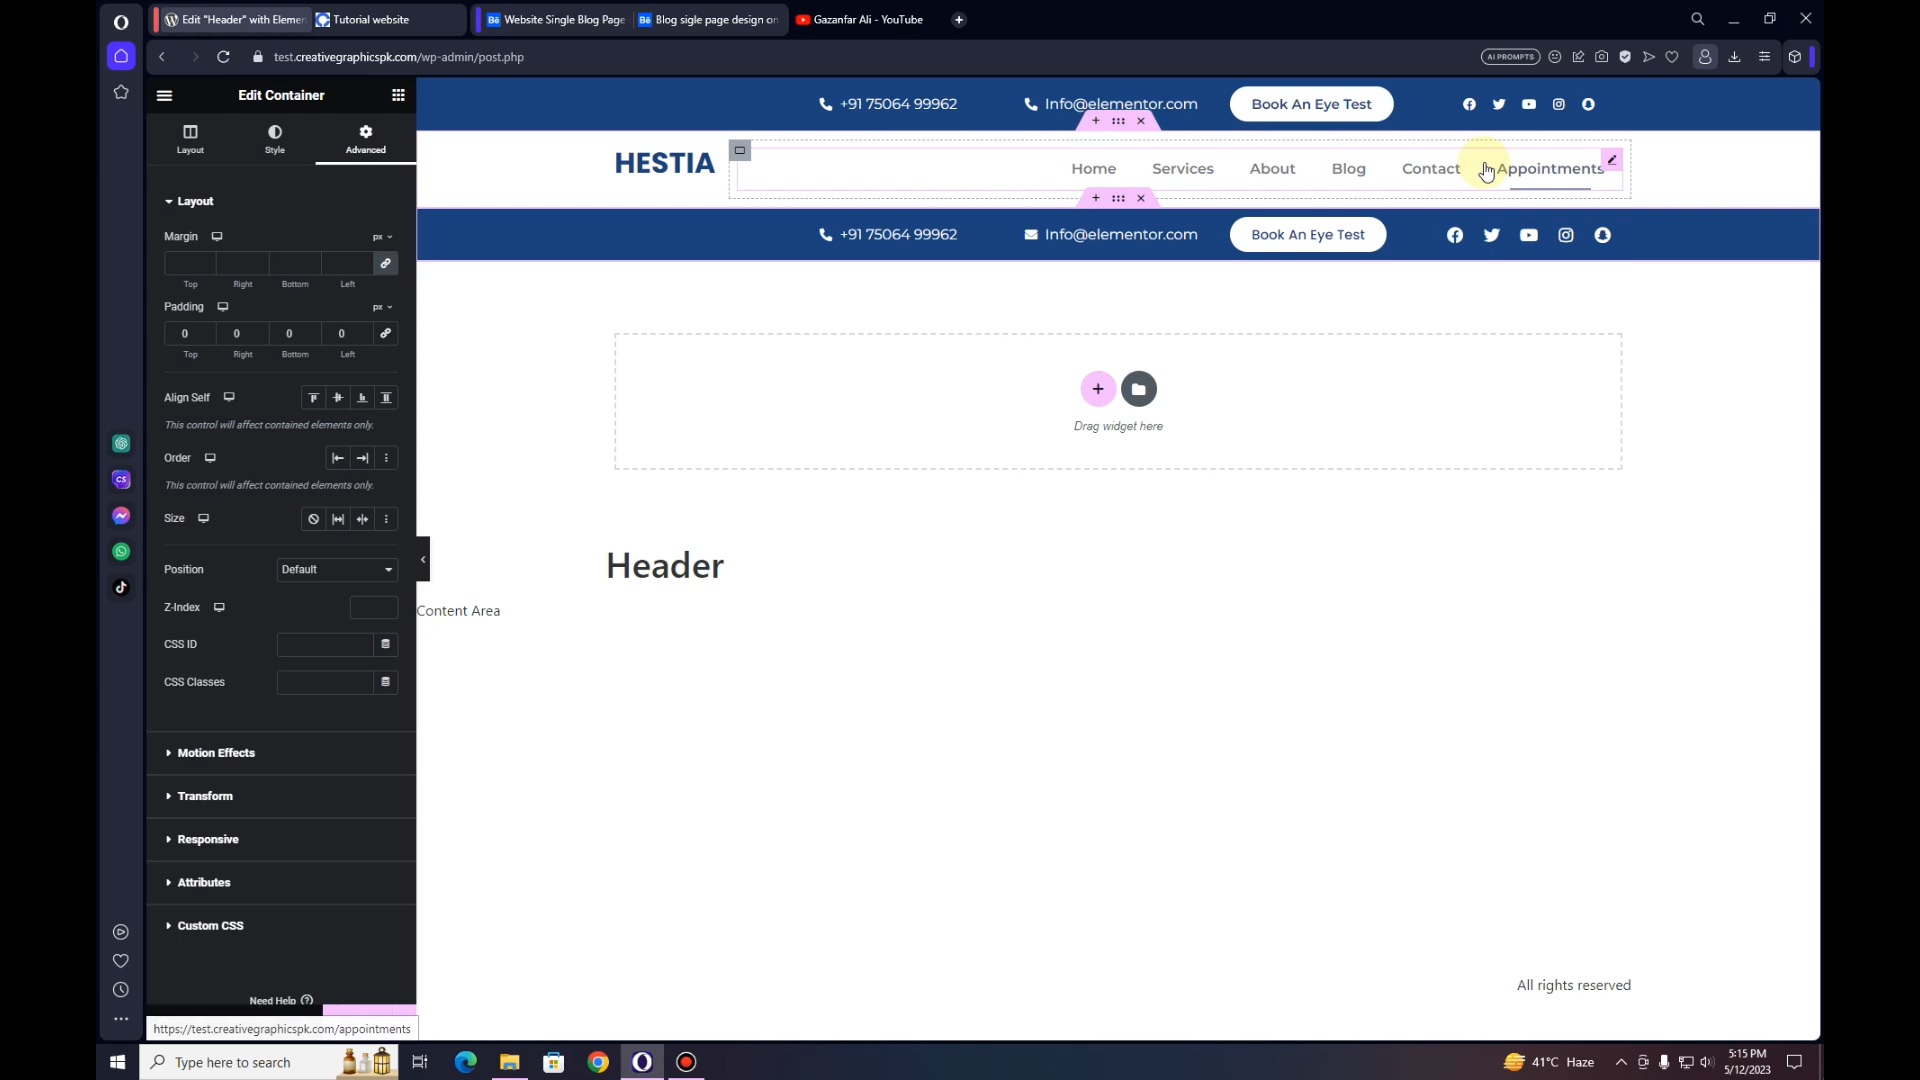 Edit "Header" with Elemen
Tutorial website
Bē Website Single Blog Page
Bē Blog sigle page design on
Gazanfar Ali - YouTube
test.creativegraphicspk.com/wp-admin/post.php
AI PROMPTS
Edit Container
Layout
Style
Advanced
+91 75064 99962
Info@elementor.com
Book An Eye Test
HESTIA
Home
Services
About
Blog
Contact
Appointments
+91 75064 99962
Info@elementor.com
Book An Eye Test
Layout
Margin
px
Top
Right
Bottom
Left
Padding
px
0
0
0
0
Top
Right
Bottom
Left
Align Self
This control will affect contained elements only.
Order
This control will affect contained elements only.
Size
Position
Default
Z-Index
CSS ID
CSS Classes
Motion Effects
Transform
Responsive
Attributes
Custom CSS
Need Help
https://test.creativegraphicspk.com/appointments
Drag widget here
Header
Content Area
All rights reserved
CS
Type here to search
41°C Haze
5:15 PM
5/12/2023